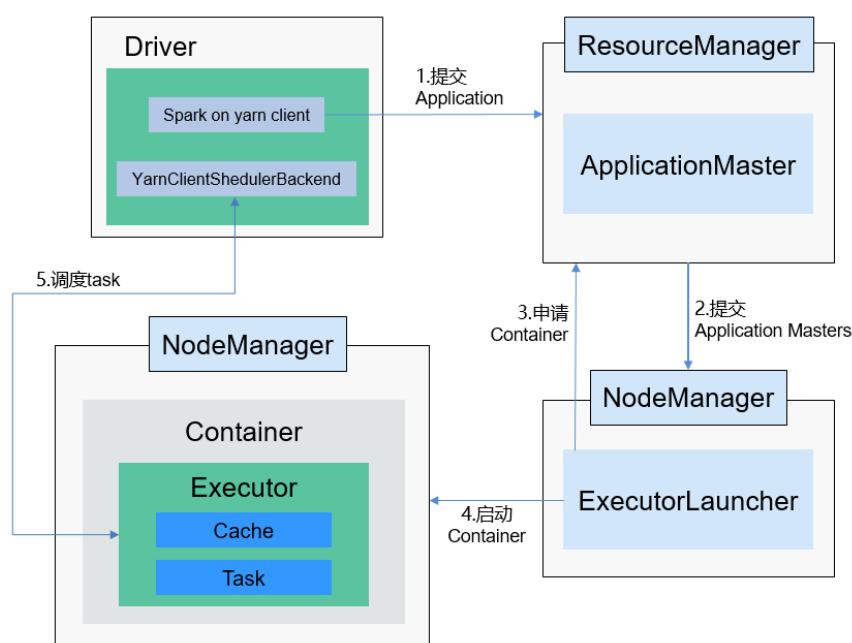 Driver
Spark on yarn client
YarnClientShedulerBackend
1.提交
Application
ResourceManager
ApplicationMaster
5.调度task
3.申请
Container
2.提交
Application Masters
NodeManager
Container
Executor
Cache
Task
4.启动
Container
NodeManager
ExecutorLauncher